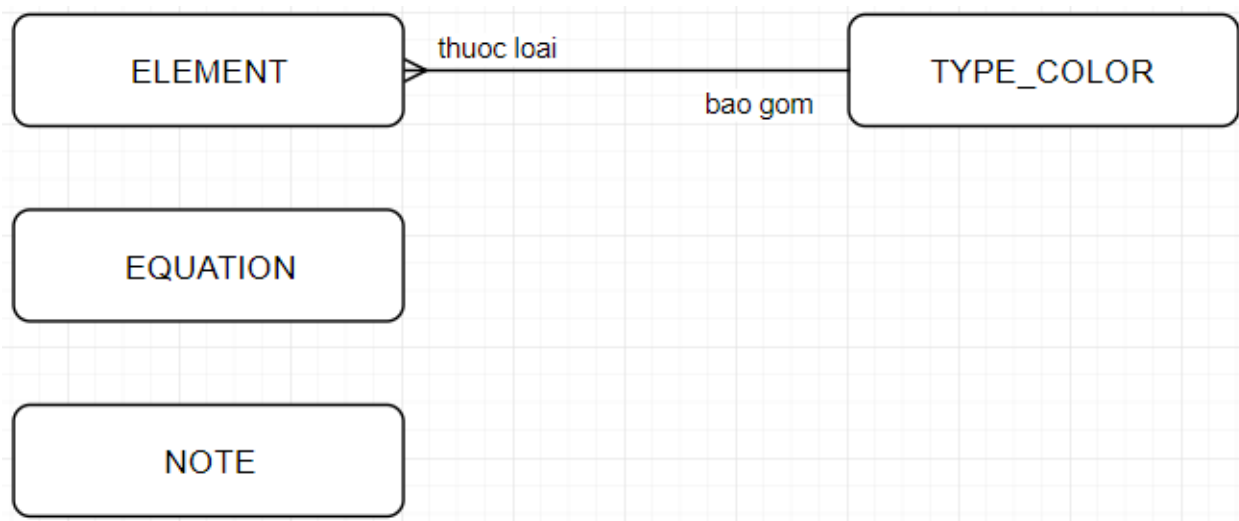 ELEMENT
thuoc loai
TYPE_COLOR
bao gom
EQUATION
NOTE